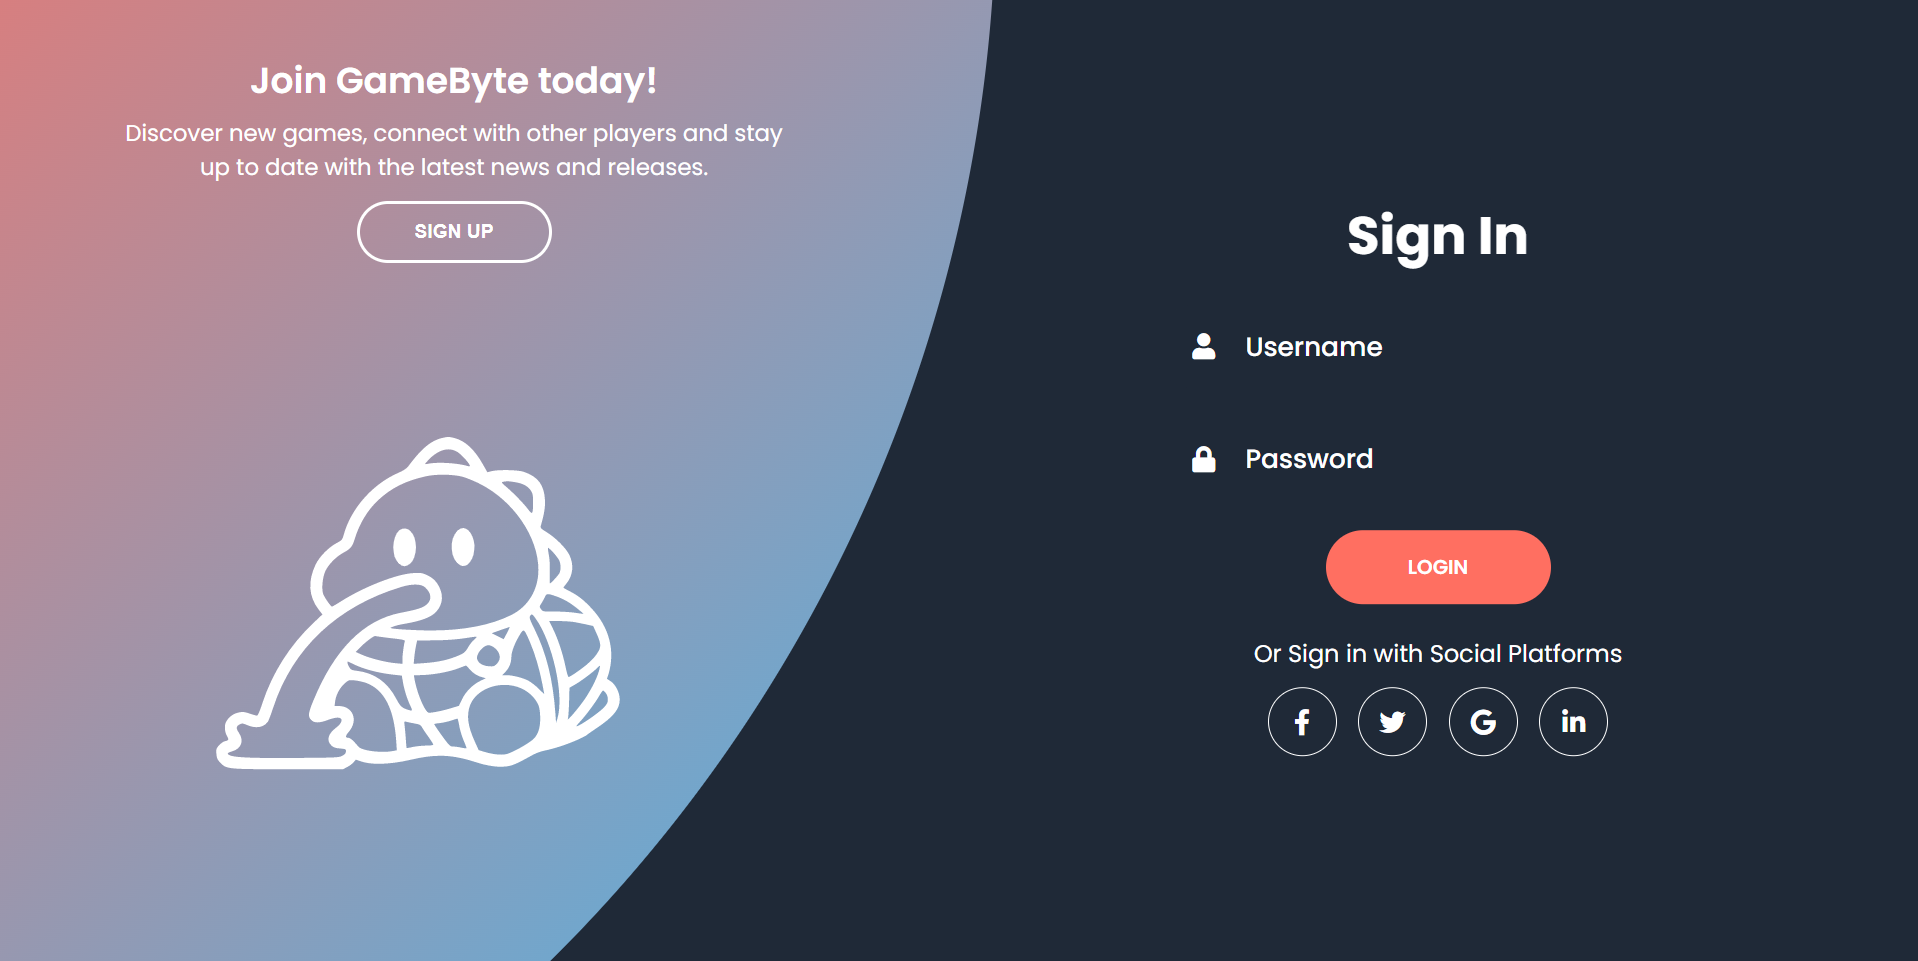 Join GameByte today!
Discover new games, connect with other players and stay
up to date with the latest news and releases.
SIGN UP
Sign In
Username
Password
LOGIN
Or Sign in with Social Platforms